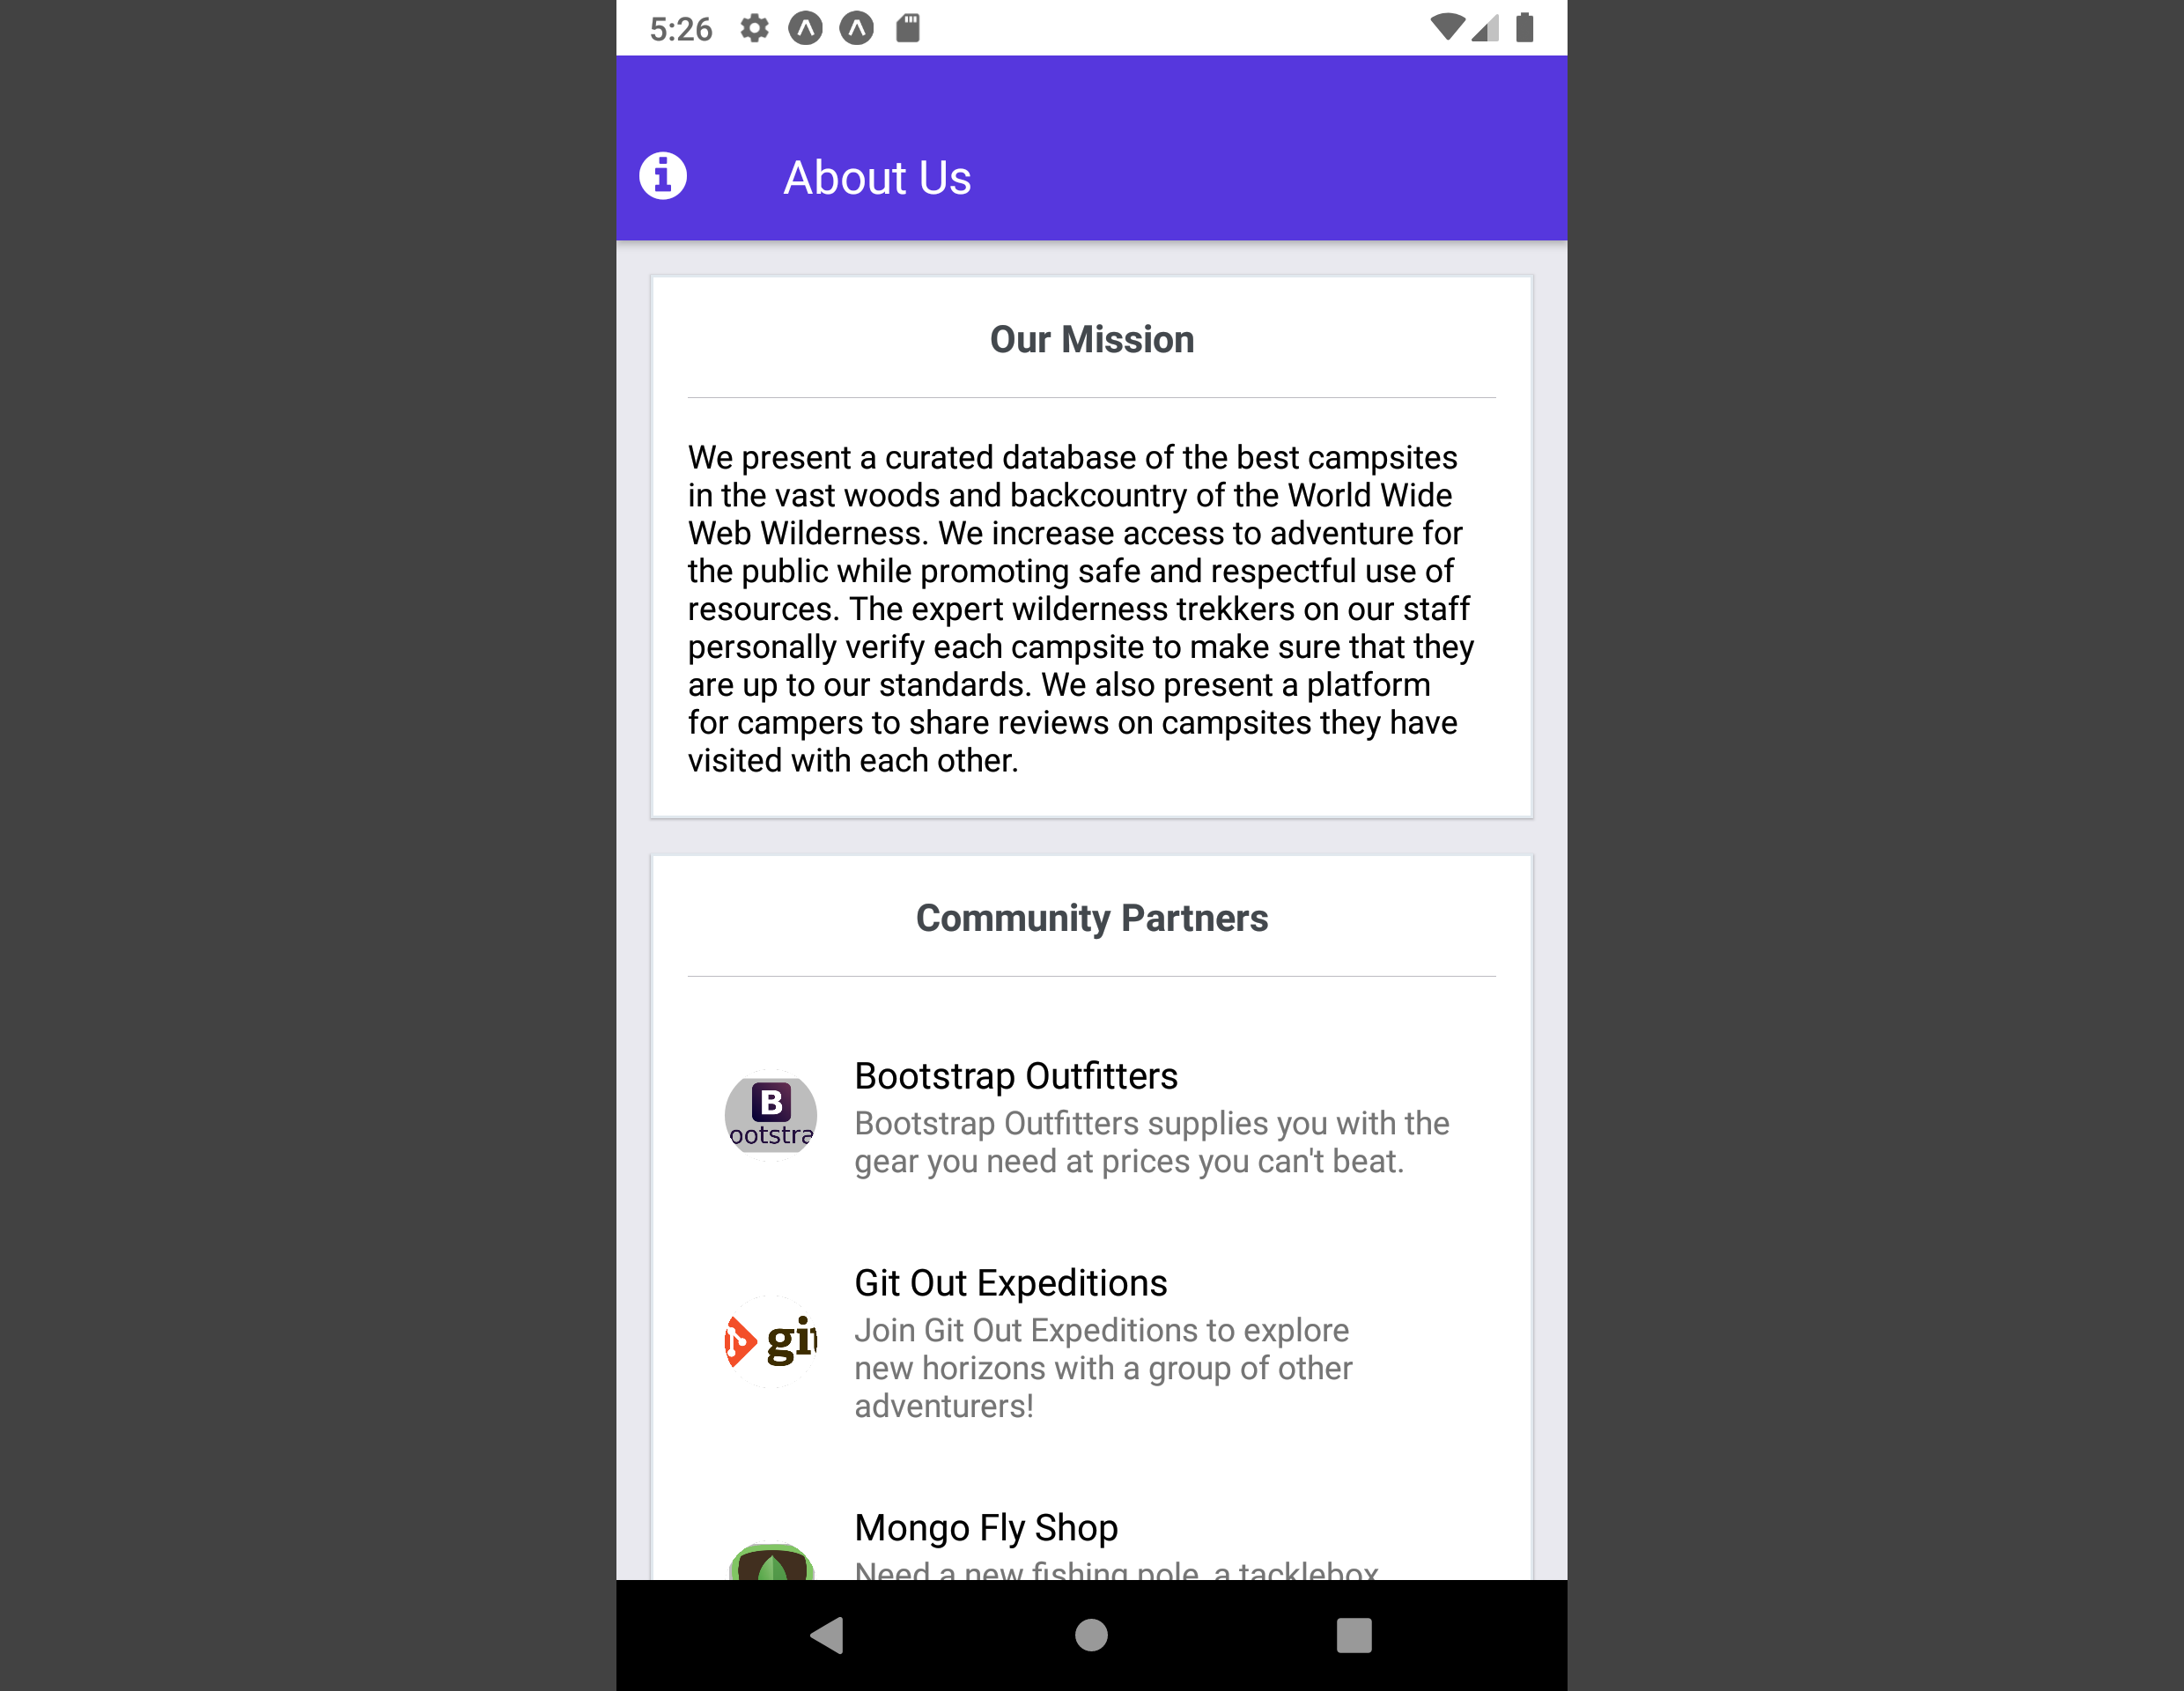 5:26
About Us
Our Mission
We present a curated database of the best campsites
in the vast woods and backcountry of the World Wide
Web Wilderness. We increase access to adventure for
the public while promoting safe and respectful use of
resources. The expert wilderness trekkers on our staff
personally verify each campsite to make sure that they
are up to our standards. We also present a platform
for campers to share reviews on campsites they have
visited with each other.
Community Partners
B
ootstra
Bootstrap Outfitters
Bootstrap Outfitters supplies you with the
gear you need at prices you can't beat.
git
Git Out Expeditions
Join Git Out Expeditions to explore
new horizons with a group of other
adventurers!
Mongo Fly Shop
Need a new fishing pole, a tacklebox